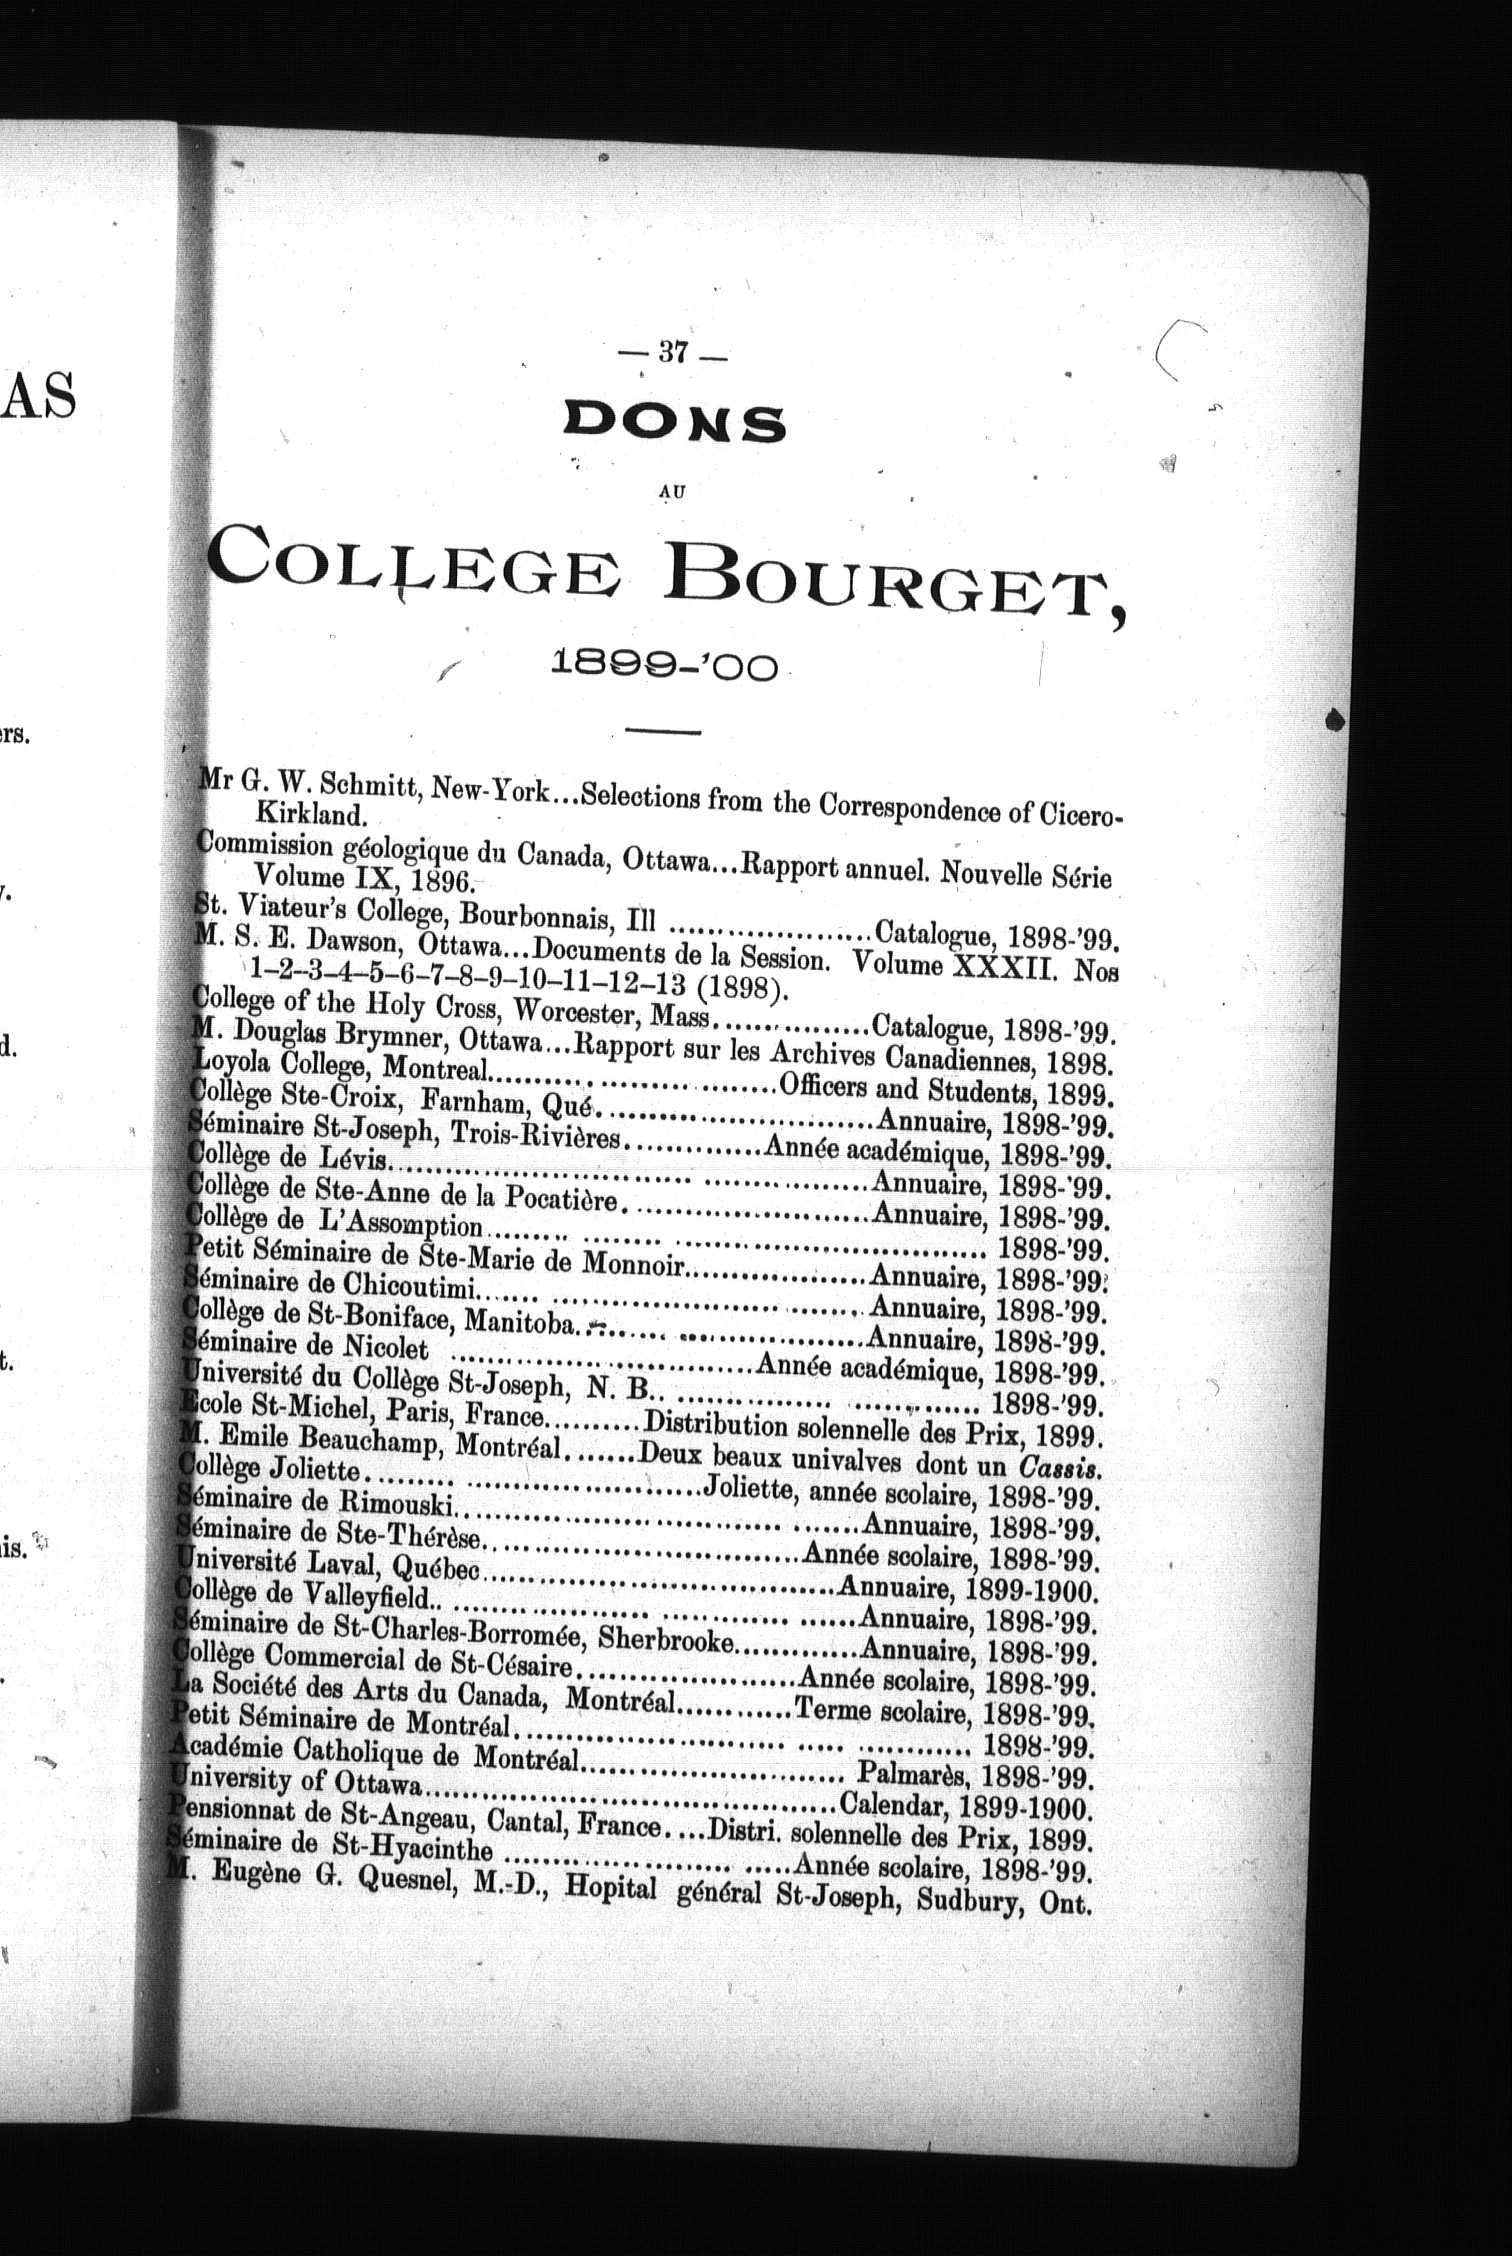 — 37 —
DONS
AU
COLLEGE BOURGET,
1899-'00
Mr G. W. Schmitt, New-York...Selections from the Correspondence of Cicero-
Kirkland.
Commission géologique du Canada, Ottawa...Rapport annuel. Nouvelle Série
Volume IX, 1896.
St. Viateur's College, Bourbonnais, Ill ......................Catalogue, 1898-'99.
M. S. E. Dawson, Ottawa...Documents de la Session. Volume XXXII. Nos
1-2-3-4-5-6-7-8-9-10-11-12-13 (1898).
College of the Holy Cross, Worcester, Mass.................Catalogue, 1898-'99.
M. Douglas Brymner, Ottawa...Rapport sur les Archives Canadiennes, 1898.
Loyola College, Montreal...............................Officers and Students, 1899.
Collège Ste-Croix, Farnham, Qué..............................Annuaire, 1898-'99.
Séminaire St-Joseph, Trois-Rivières...............Année académique, 1898-'99.
Collège de Lévis.................................................Annuaire, 1898-'99.
Collège de Ste-Anne de la Pocatière..........................Annuaire, 1898-'99.
Collège de L'Assomption................................................... 1898-'99.
Petit Séminaire de Ste-Marie de Monnoir...................Annuaire, 1898-'99.
Séminaire de Chicoutimi.........................................Annuaire, 1898-'99.
Collège de St-Boniface, Manitoba..............................Annuaire, 1898-'99.
Séminaire de Nicolet .................................Année académique, 1898-'99.
Université du Collège St-Joseph, N. B.. ................................ 1898-'99.
Ecole St-Michel, Paris, France..........Distribution solennelle des Prix, 1899.
M. Emile Beauchamp, Montréal........Deux beaux univalves dont un Cassis.
Collège Joliette....................................Joliette, année scolaire, 1898-'99.
Séminaire de Rimouski...........................................Annuaire, 1898-'99.
Séminaire de Ste-Thérèse..................................Année scolaire, 1898-'99.
Université Laval, Québec.....................................Annuaire, 1899-1900.
Collège de Valleyfield.. .........................................Annuaire, 1898-'99.
Séminaire de St-Charles-Borromée, Sherbrooke.............Annuaire, 1898-'99.
Collège Commercial de St-Césaire.......................Année scolaire, 1898-'99.
La Société des Arts du Canada, Montréal............Terme scolaire, 1898-'99.
Petit Séminaire de Montréal............................................... 1898-'99.
Académie Catholique de Montréal........................... Palmarès, 1898-'99.
University of Ottawa...........................................Calendar, 1899-1900.
Pensionnat de St-Angeau, Cantal, France.....Distri. solennelle des Prix, 1899.
Séminaire de St-Hyacinthe ..............................Année scolaire, 1898-'99.
M. Eugène G. Quesnel, M.-D., Hopital général St-Joseph, Sudbury, Ont.
AS